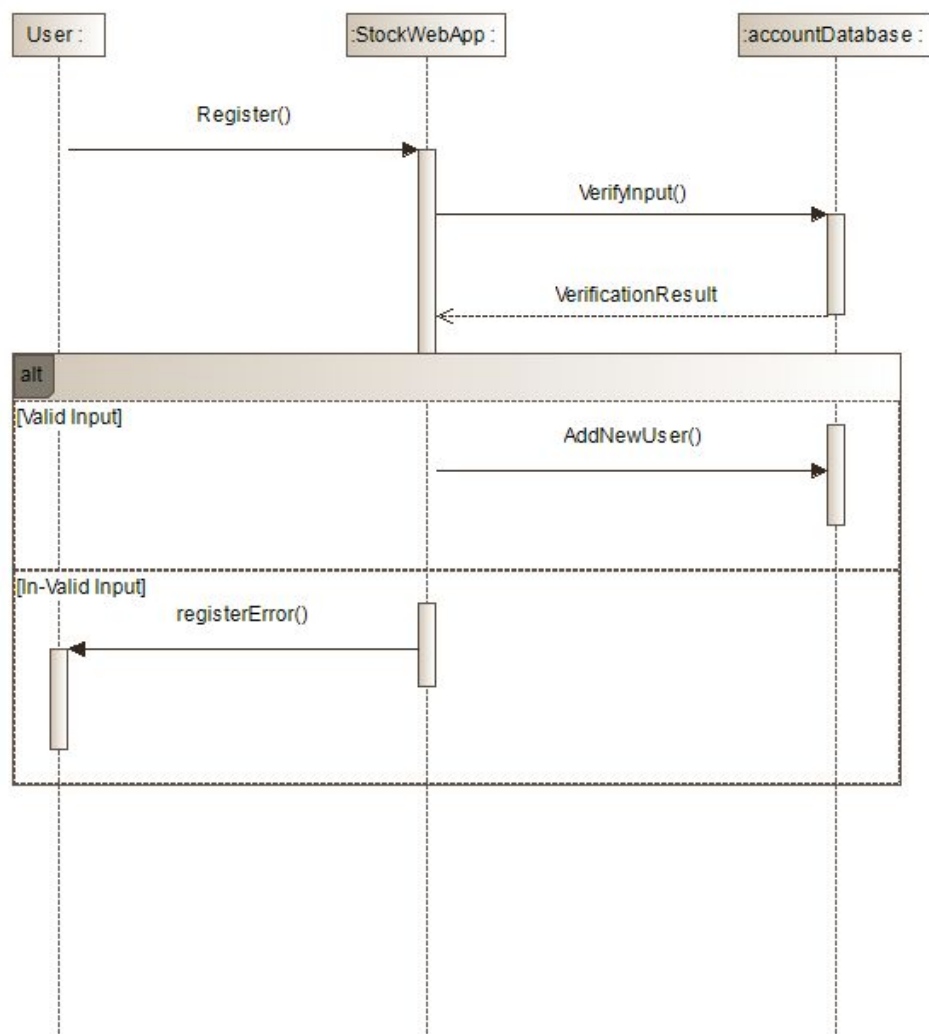 User :
:StockWebApp :
:accountDatabase :
Register()
VerifyInput()
VerificationResult
alt
[Valid Input]
AddNewUser()
[In-Valid Input]
registerError()